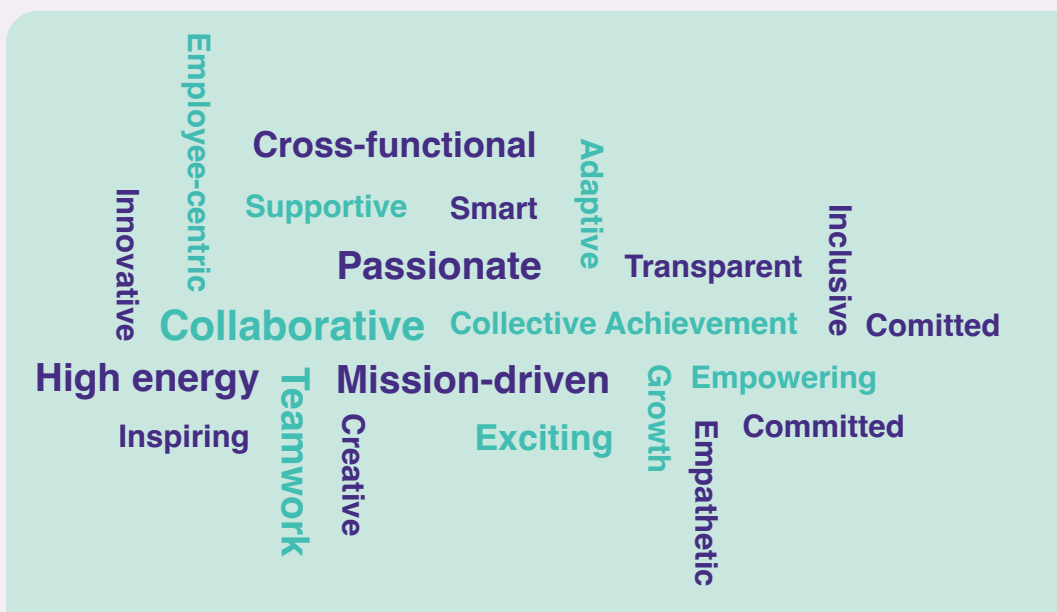 Employee-centric
Cross-functional
Adaptive
Innovative
Supportive
Smart
Inclusive
Passionate
Transparent
Collaborative
Collective Achievement
Comitted
High energy
Teamwork
Mission-driven
Growth
Empowering
Inspiring
Creative
Exciting
Empathetic
Committed